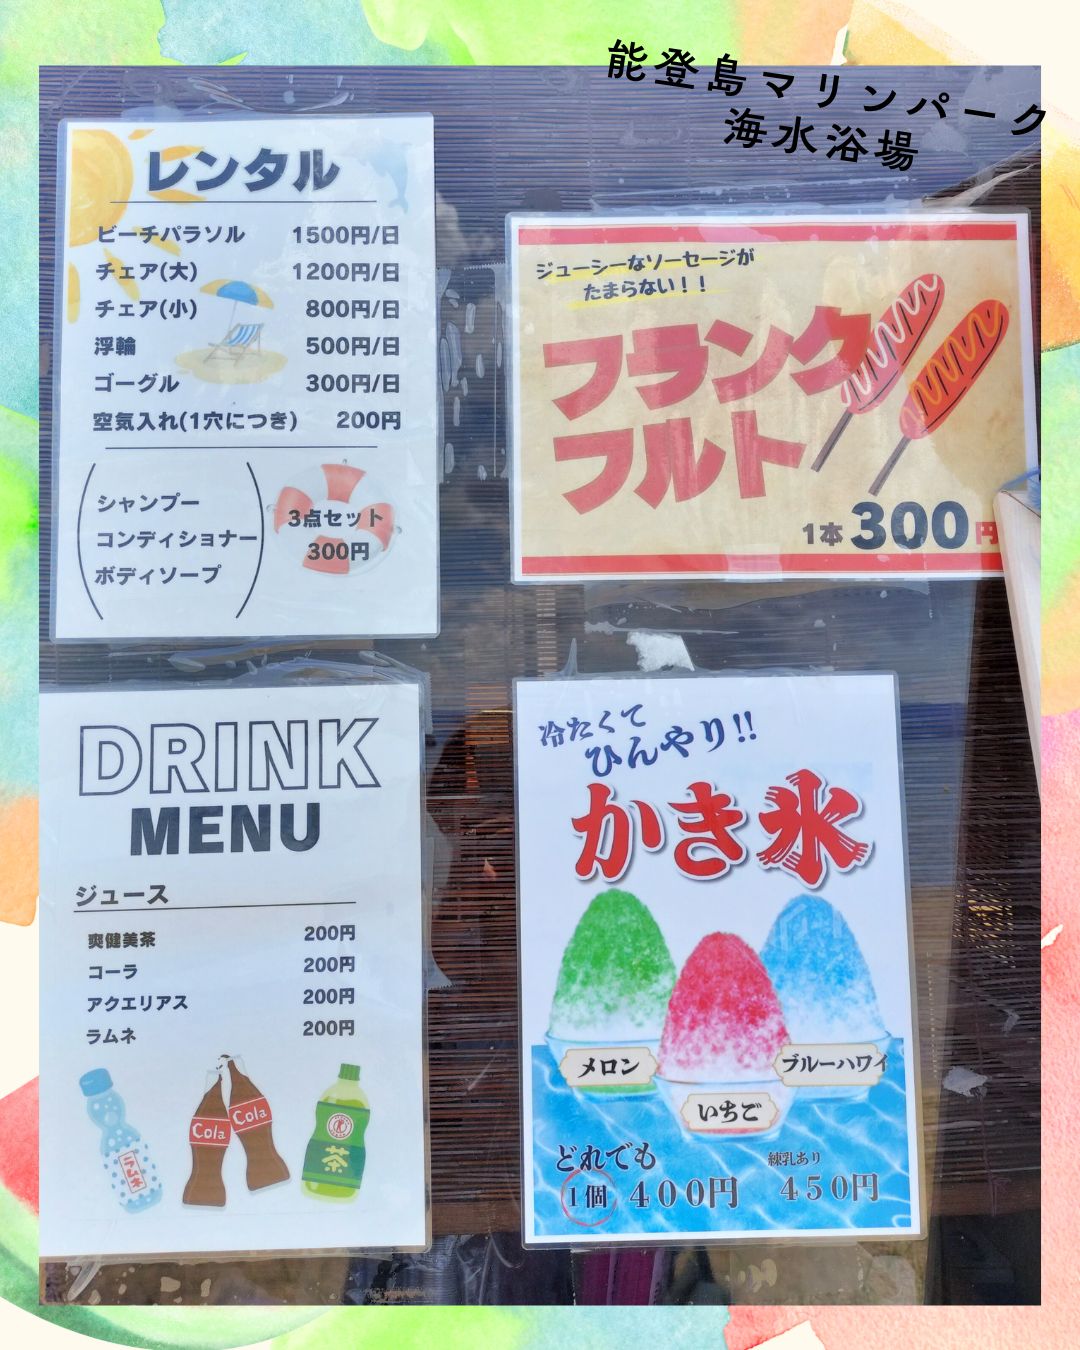 能登島マリンパーク
海水浴場
レンタル
ビーチパラソル 1500円/日
チェア(大) 1200円/日
チェア(小) 800円/日
浮輪 500円/日
ゴーグル 300円/日
空気入れ(1穴につき) 200円
シャンプー
コンディショナー
ボディソープ
3点セット
300円
ジューシーなソーセージが
たまらない!!
フランク
フルト
1本300円
DRINK
MENU
ジュース
爽健美茶 200円
コーラ 200円
アクエリアス 200円
ラムネ 200円
ラムネ
Cola
Cola
茶
冷たくて
ひんやり!!
かき氷
メロン
いちご
ブルーハワイ
どれでも
1個 400円
練乳あり
450円